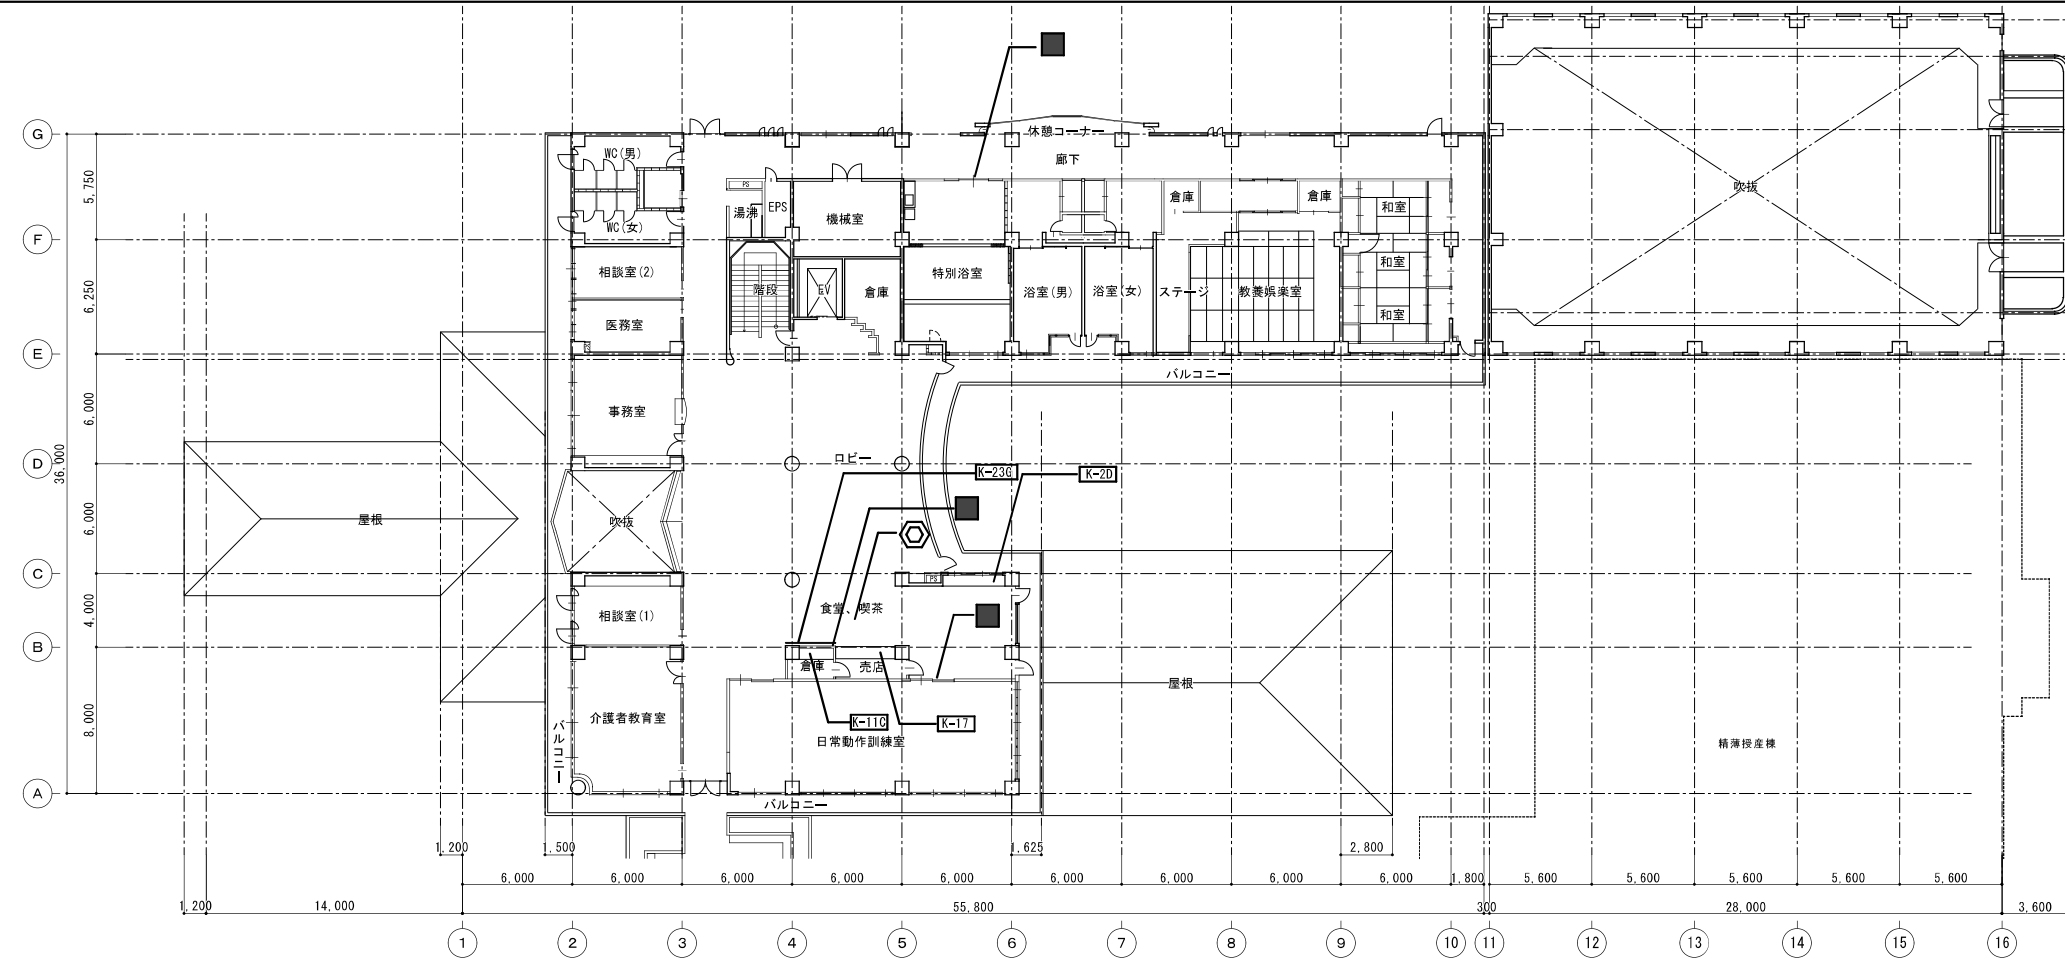 G
休憩コーナー
廊下
WC(男)
PS
湯沸
EPS
機械室
倉庫
倉庫
和室
吹抜
5,750
WC(女)
F
相談室(2)
階段
EV
倉庫
特別浴室
浴室(男)
浴室(女)
ステージ
教養娯楽室
和室
和室
6,250
医務室
E
バルコニー
事務室
6,000
ロビー
D
36,000
K-23G
K-2D
屋根
吹抜
6,000
C
PS
相談室(1)
食堂、喫茶
4,000
B
倉庫
売店
屋根
介護者教育室
K-11C
K-17
日常動作訓練室
バルコニー
8,000
精薄授産棟
A
バルコニー
1,200
1,500
1,625
2,800
6,000
6,000
6,000
6,000
6,000
6,000
6,000
6,000
6,000
1,800
5,600
5,600
5,600
5,600
5,600
1,200
14,000
55,800
300
28,000
3,600
1
2
3
4
5
6
7
8
9
10
11
12
13
14
15
16